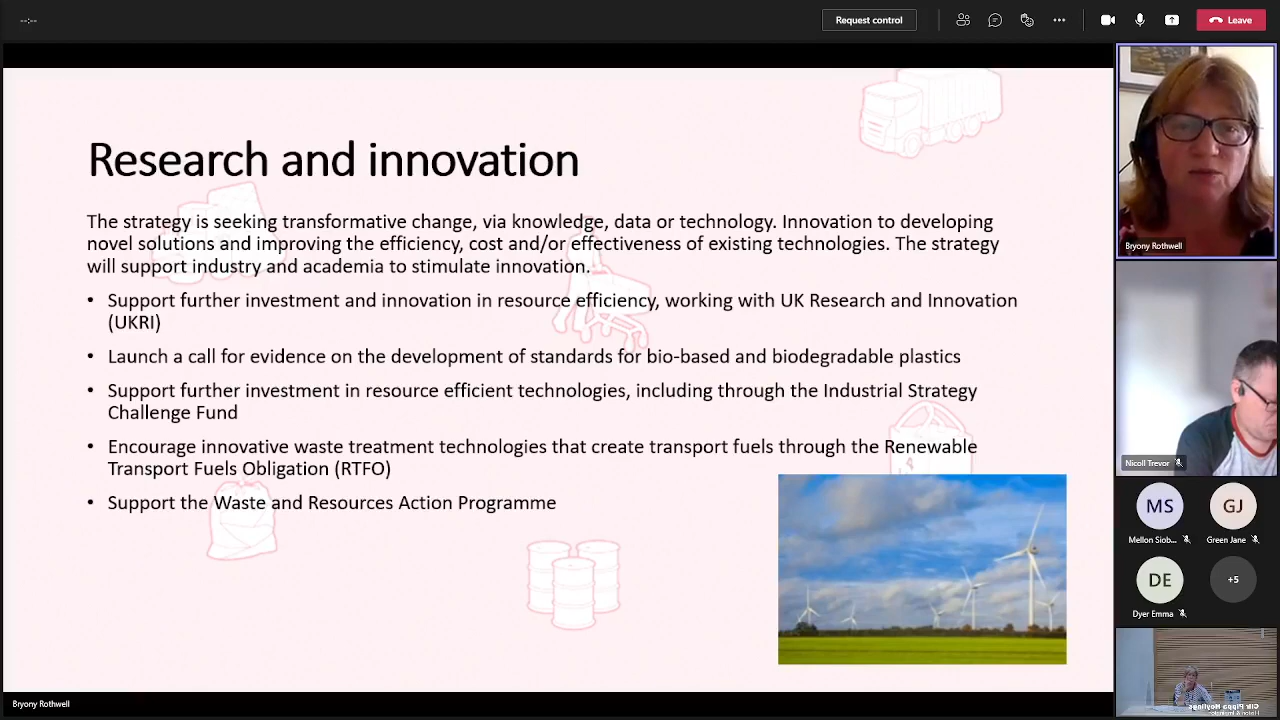 --:--
Request control
Leave
Research and innovation
The strategy is seeking transformative change, via knowledge, data or technology. Innovation to developing
novel solutions and improving the efficiency, cost and/or effectiveness of existing technologies. The strategy
will support industry and academia to stimulate innovation.
• Support further investment and innovation in resource efficiency, working with UK Research and Innovation
(UKRI)
• Launch a call for evidence on the development of standards for bio-based and biodegradable plastics
• Support further investment in resource efficient technologies, including through the Industrial Strategy
Challenge Fund
• Encourage innovative waste treatment technologies that create transport fuels through the Renewable
Transport Fuels Obligation (RTFO)
• Support the Waste and Resources Action Programme
Bryony Rothwell
Bryony Rothwell
Nicoll Trevor
MS
GJ
Mellon Siob...
Green Jane
DE
+5
Dyer Emma